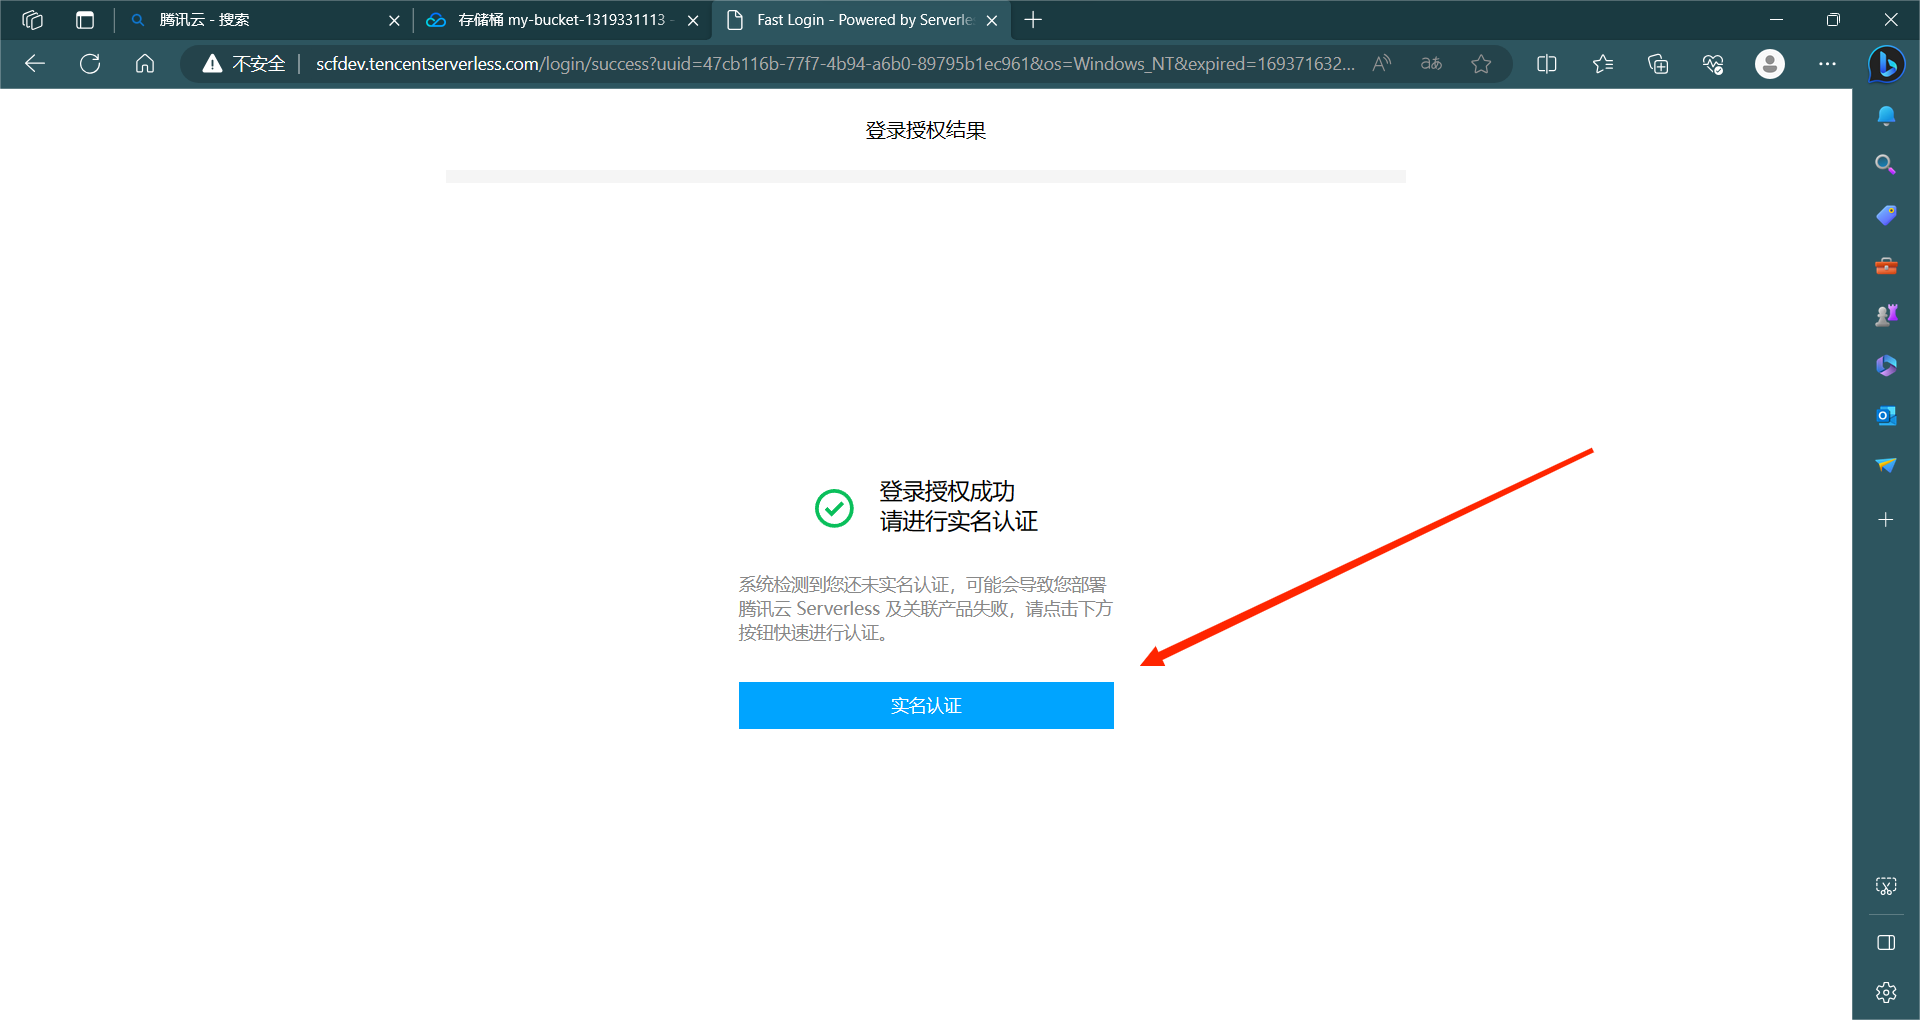 腾讯云 - 搜索
存储桶 my-bucket-1319331113 -
Fast Login - Powered by Serverle
不安全
scfdev.tencentserverless.com/login/success?uuid=47cb116b-77f7-4b94-a6b0-89795b1ec961&os=Windows_NT&expired=169371632...
登录授权结果
登录授权成功
请进行实名认证
系统检测到您还未实名认证，可能会导致您部署
腾讯云 Serverless 及关联产品失败，请点击下方
按钮快速进行认证。
实名认证